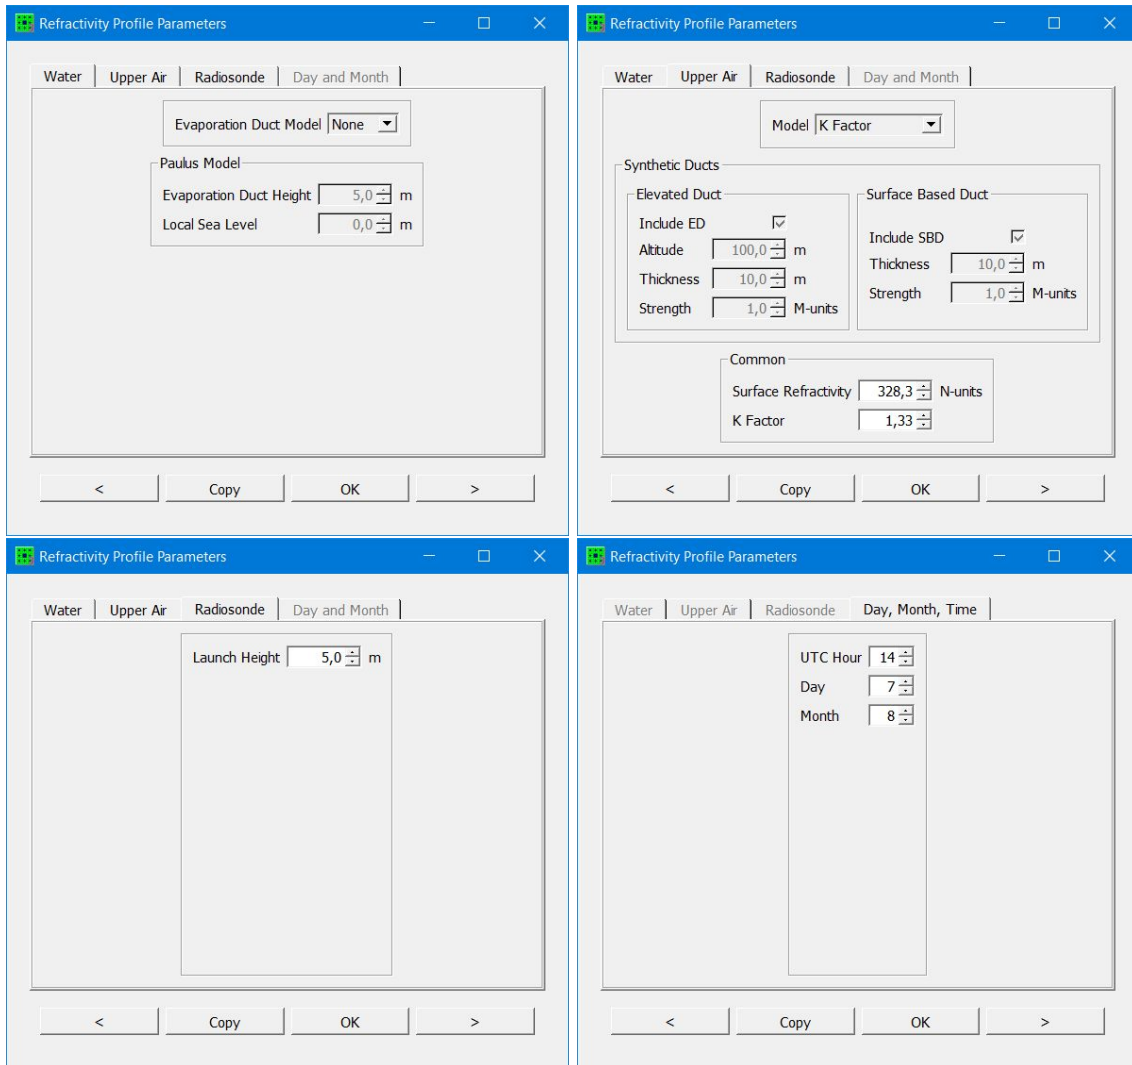 Refractivity Profile Parameters
Water Upper Air Radiosonde Day and Month
Evaporation Duct Model None
Paulus Model
Evaporation Duct Height 5,0 m
Local Sea Level 0,0 m
< Copy OK >
Refractivity Profile Parameters
Water Upper Air Radiosonde Day and Month
Model K Factor
Synthetic Ducts
Elevated Duct
Include ED
Altitude 100,0 m
Thickness 10,0 m
Strength 1,0 M-units
Surface Based Duct
Include SBD
Thickness 10,0 m
Strength 1,0 M-units
Common
Surface Refractivity 328,3 N-units
K Factor 1,33
< Copy OK >
Refractivity Profile Parameters
Water Upper Air Radiosonde Day and Month
Launch Height 5,0 m
< Copy OK >
Refractivity Profile Parameters
Water Upper Air Radiosonde Day, Month, Time
UTC Hour 14
Day 7
Month 8
< Copy OK >